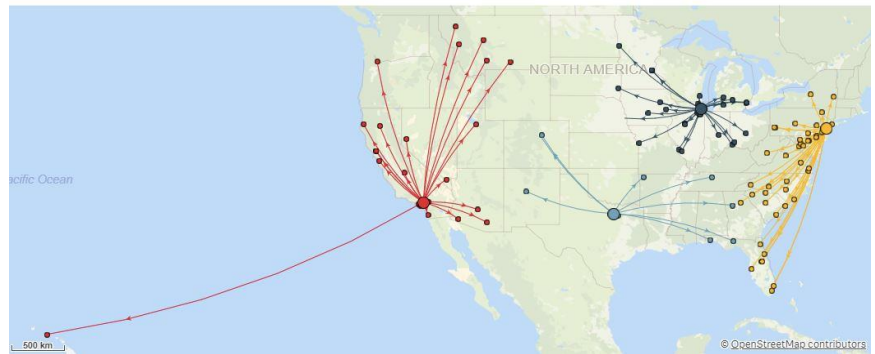 NORTH AMERICA
acific Ocean
500 km
© OpenStreetMap contributors